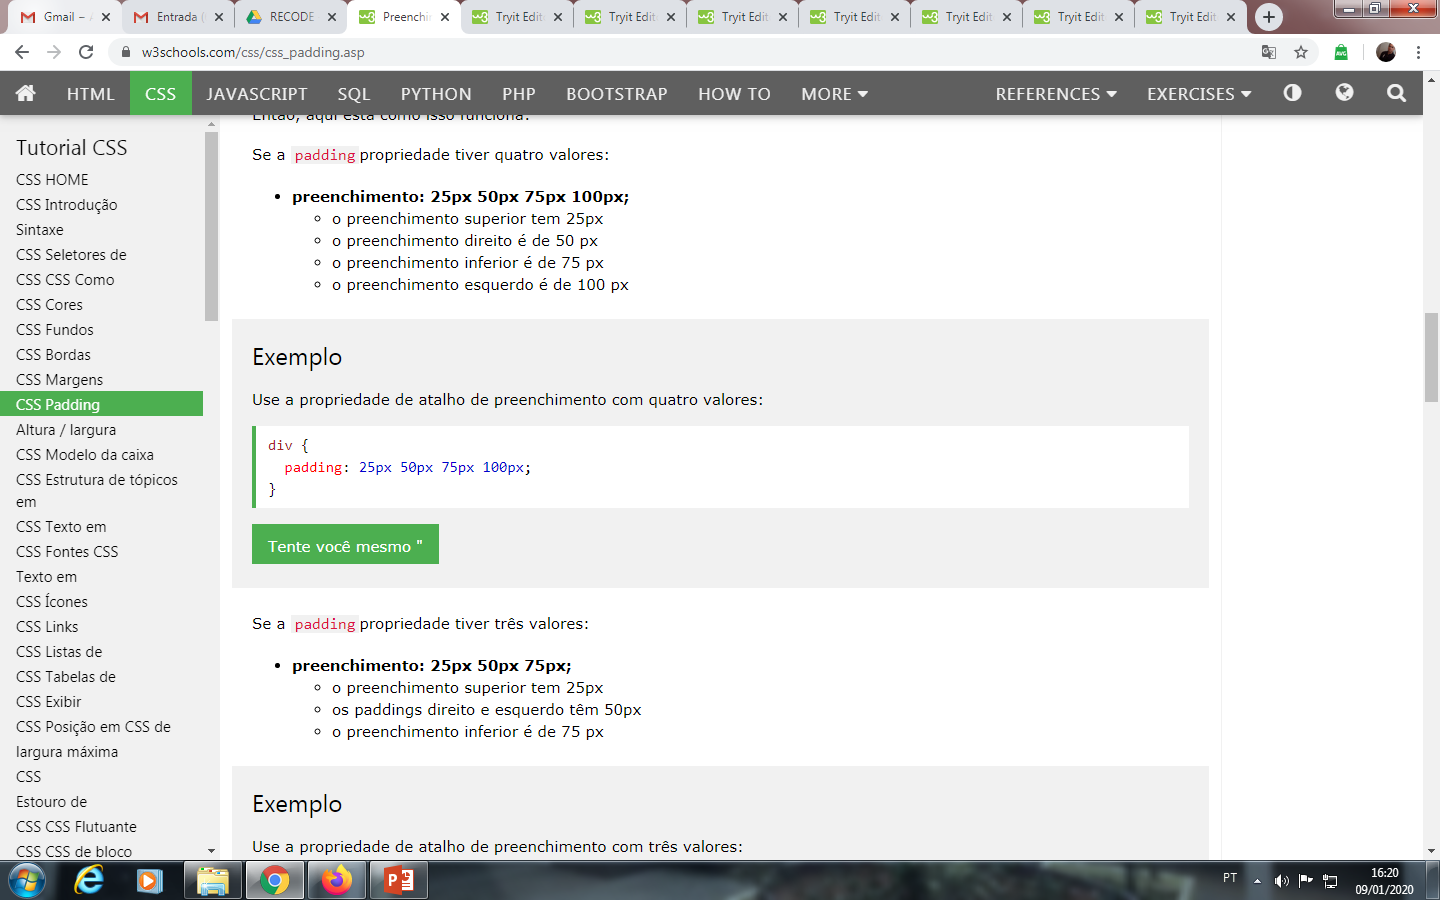 Gmail –
Entrada
RECODE
Preenchi
Tryit Edit
Tryit Edit
Tryit Edit
Tryit Edit
Tryit Edit
Tryit Edit
Tryit Edit
w3schools.com/css/css_padding.asp
HTML CSS JAVASCRIPT SQL PYTHON PHP BOOTSTRAP HOW TO MORE REFERENCES EXERCISES
Tutorial CSS
CSS HOME
CSS Introdução
Sintaxe
CSS Seletores de
CSS CSS Como
CSS Cores
CSS Fundos
CSS Bordas
CSS Margens
CSS Padding
Altura / largura
CSS Modelo da caixa
CSS Estrutura de tópicos
em
CSS Texto em
CSS Fontes CSS
Texto em
CSS Ícones
CSS Links
CSS Listas de
CSS Tabelas de
CSS Exibir
CSS Posição em CSS de
largura máxima
CSS
Estouro de
CSS CSS Flutuante
CSS CSS de bloco
Então, aqui está como isso funciona:
Se a padding propriedade tiver quatro valores:
preenchimento: 25px 50px 75px 100px;
o preenchimento superior tem 25px
o preenchimento direito é de 50 px
o preenchimento inferior é de 75 px
o preenchimento esquerdo é de 100 px
Exemplo
Use a propriedade de atalho de preenchimento com quatro valores:
div {
padding: 25px 50px 75px 100px;
}
Tente você mesmo "
Se a padding propriedade tiver três valores:
preenchimento: 25px 50px 75px;
o preenchimento superior tem 25px
os paddings direito e esquerdo têm 50px
o preenchimento inferior é de 75 px
Exemplo
Use a propriedade de atalho de preenchimento com três valores:
PT
16:20
09/01/2020